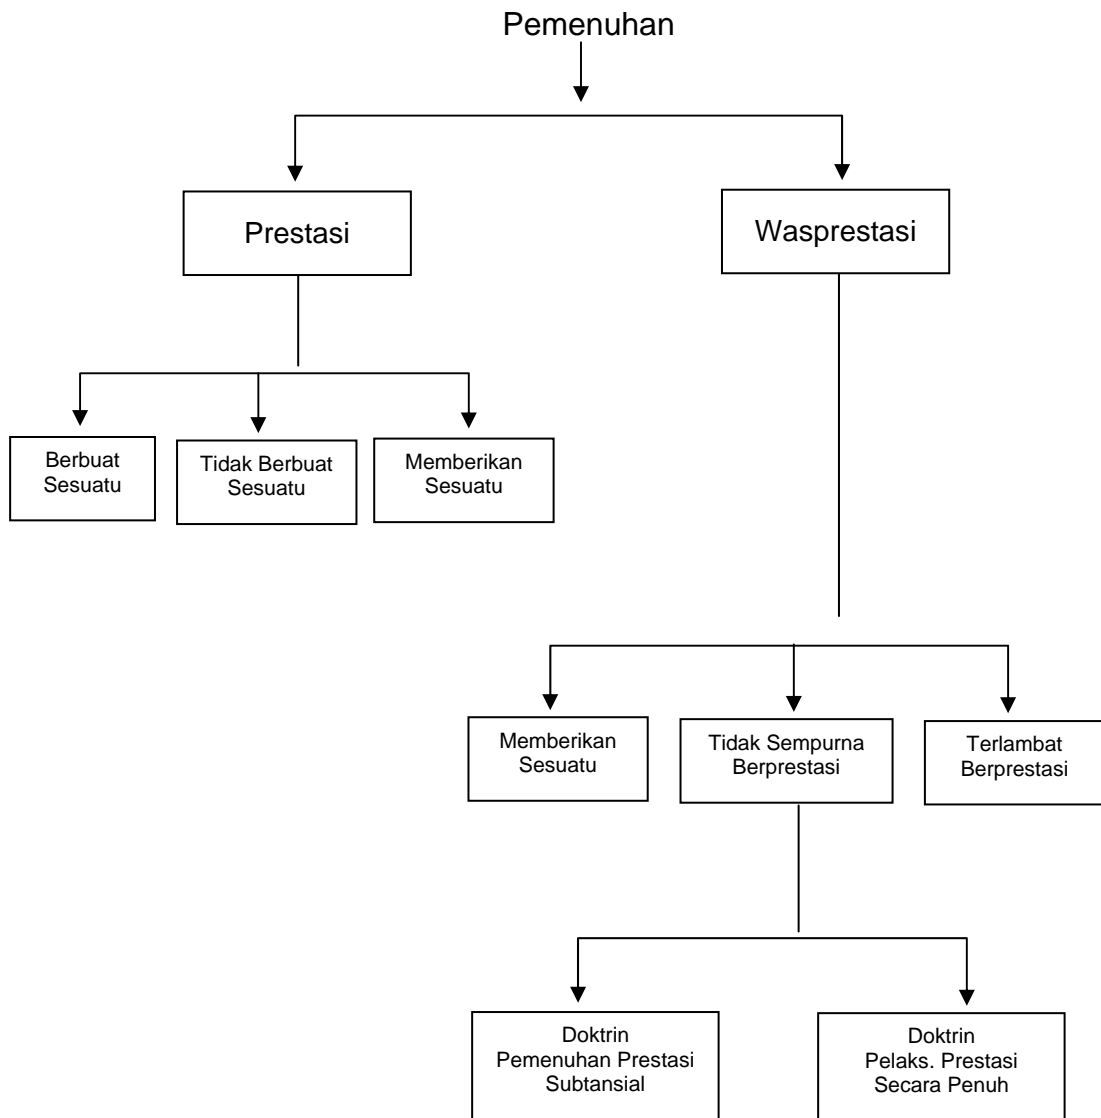 Pemenuhan
Prestasi
Wasprestasi
Berbuat
Sesuatu
Tidak Berbuat
Sesuatu
Memberikan
Sesuatu
Memberikan
Sesuatu
Tidak Sempurna
Berprestasi
Terlambat
Berprestasi
Doktrin
Pemenuhan Prestasi
Subtansial
Doktrin
Pelaks. Prestasi
Secara Penuh